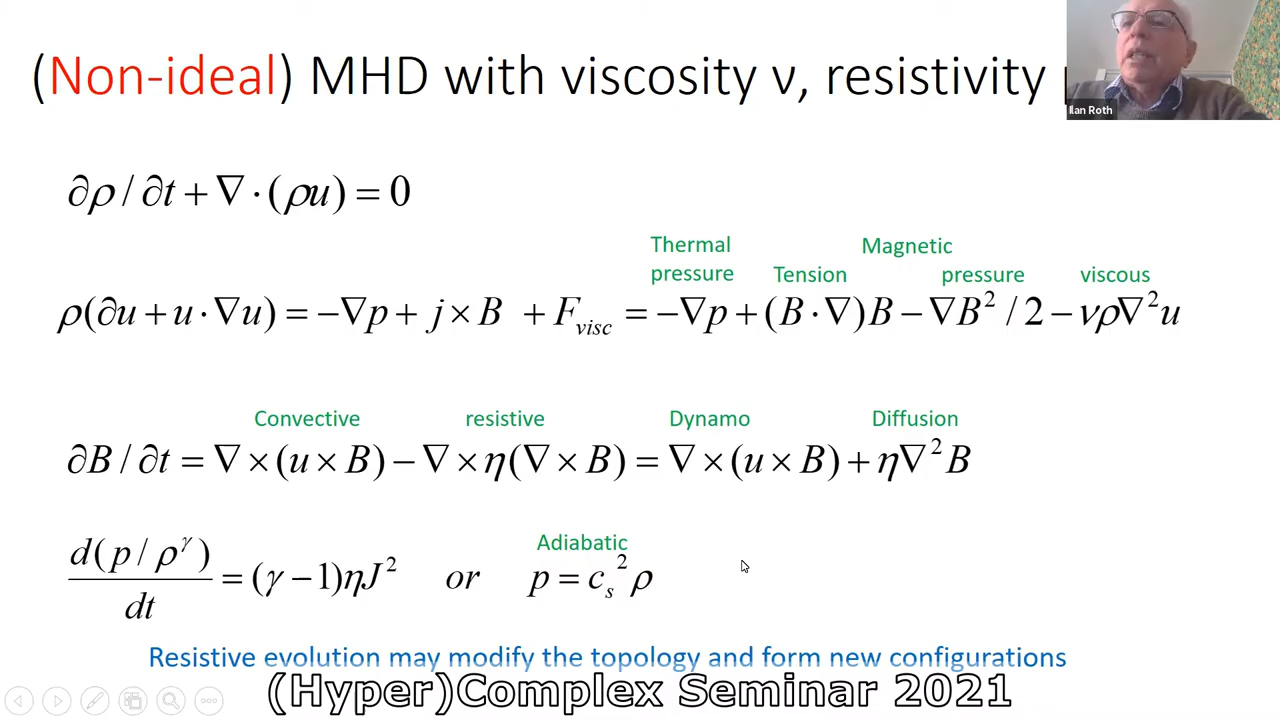 (Non-ideal) MHD with viscosity ν, resistivity
Ilan Roth
∂ρ / ∂t + ∇ · (ρu) = 0
Thermal pressure
Magnetic
Tension pressure viscous
ρ(∂u + u · ∇u) = −∇p + j × B + F_visc = −∇p + (B · ∇)B − ∇B² / 2 − νρ∇²u
Convective resistive Dynamo Diffusion
∂B / ∂t = ∇ × (u × B) − ∇ × η(∇ × B) = ∇ × (u × B) + η∇²B
Adiabatic
d(p / ρ^γ) / dt = (γ − 1)ηJ² or p = c_s²ρ
Resistive evolution may modify the topology and form new configurations
(Hyper)Complex Seminar 2021